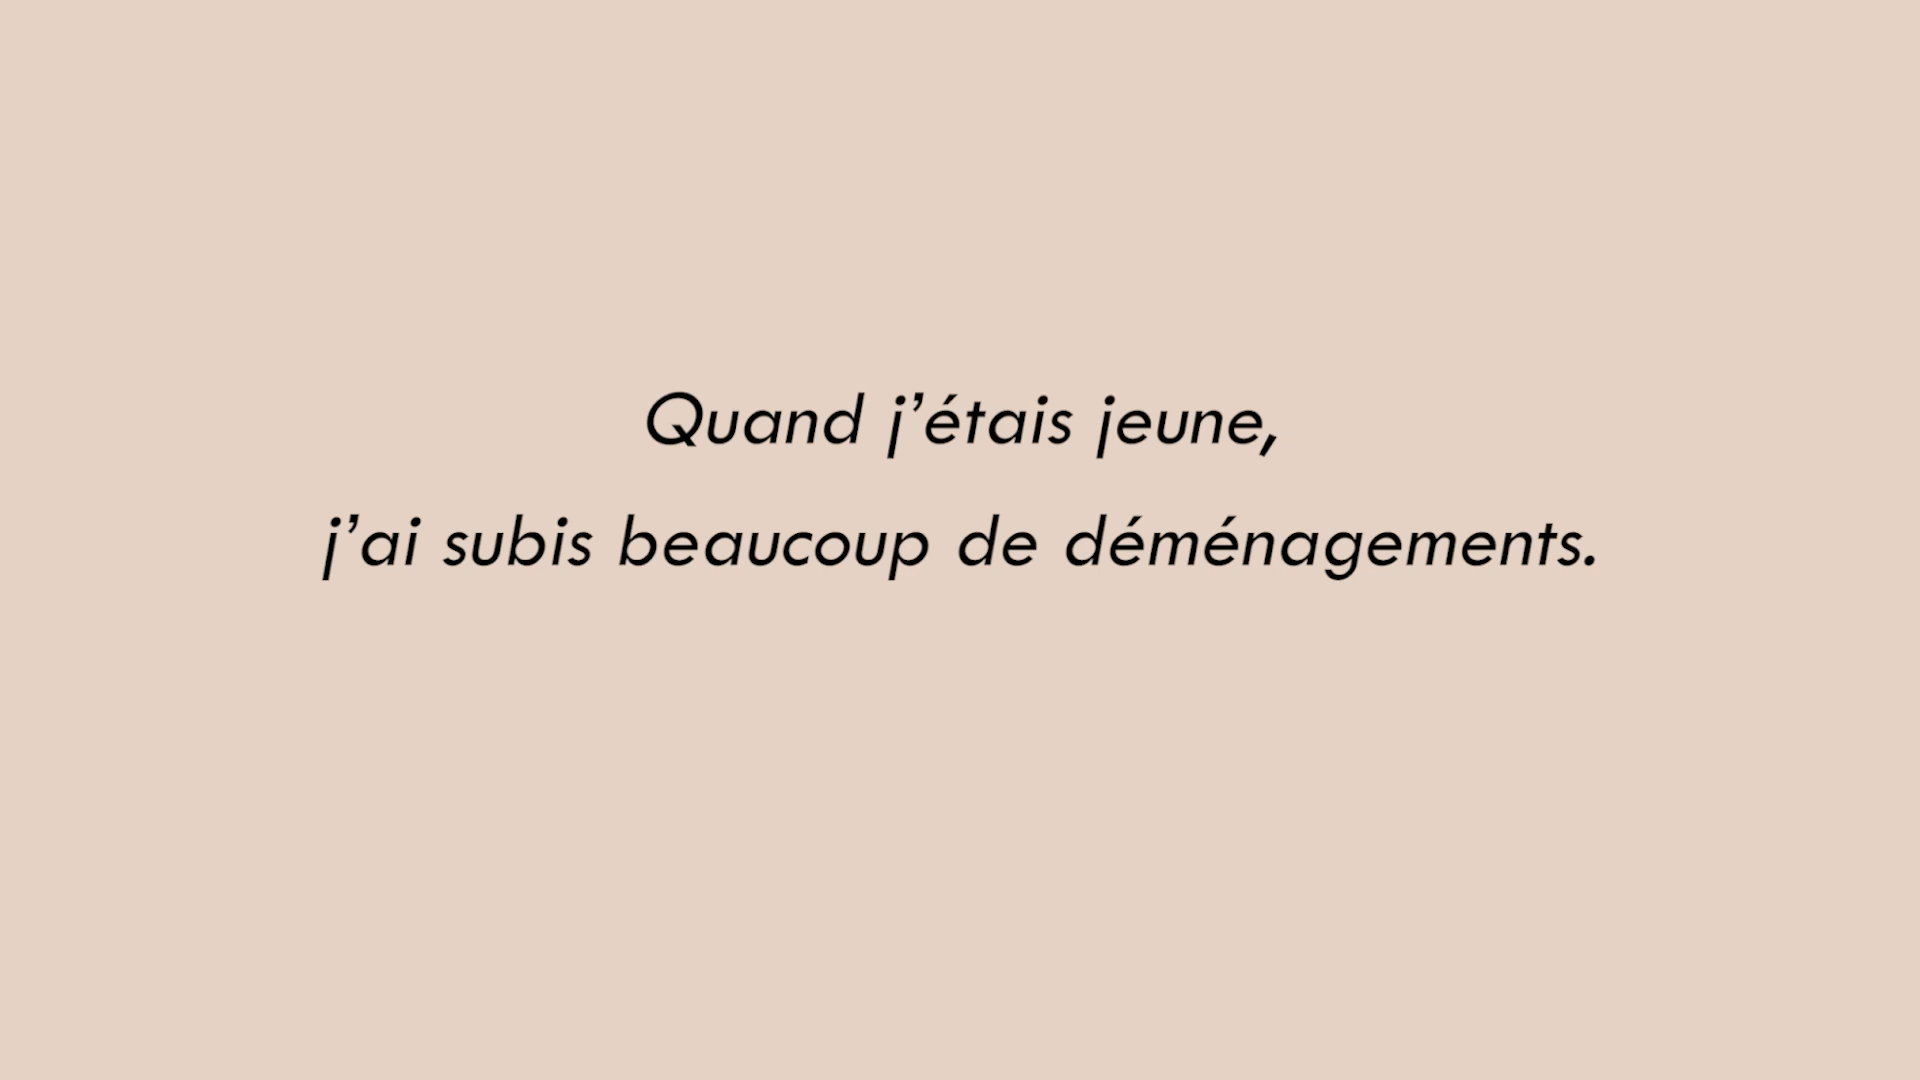 Quand j’étais jeune,
j’ai subis beaucoup de déménagements.